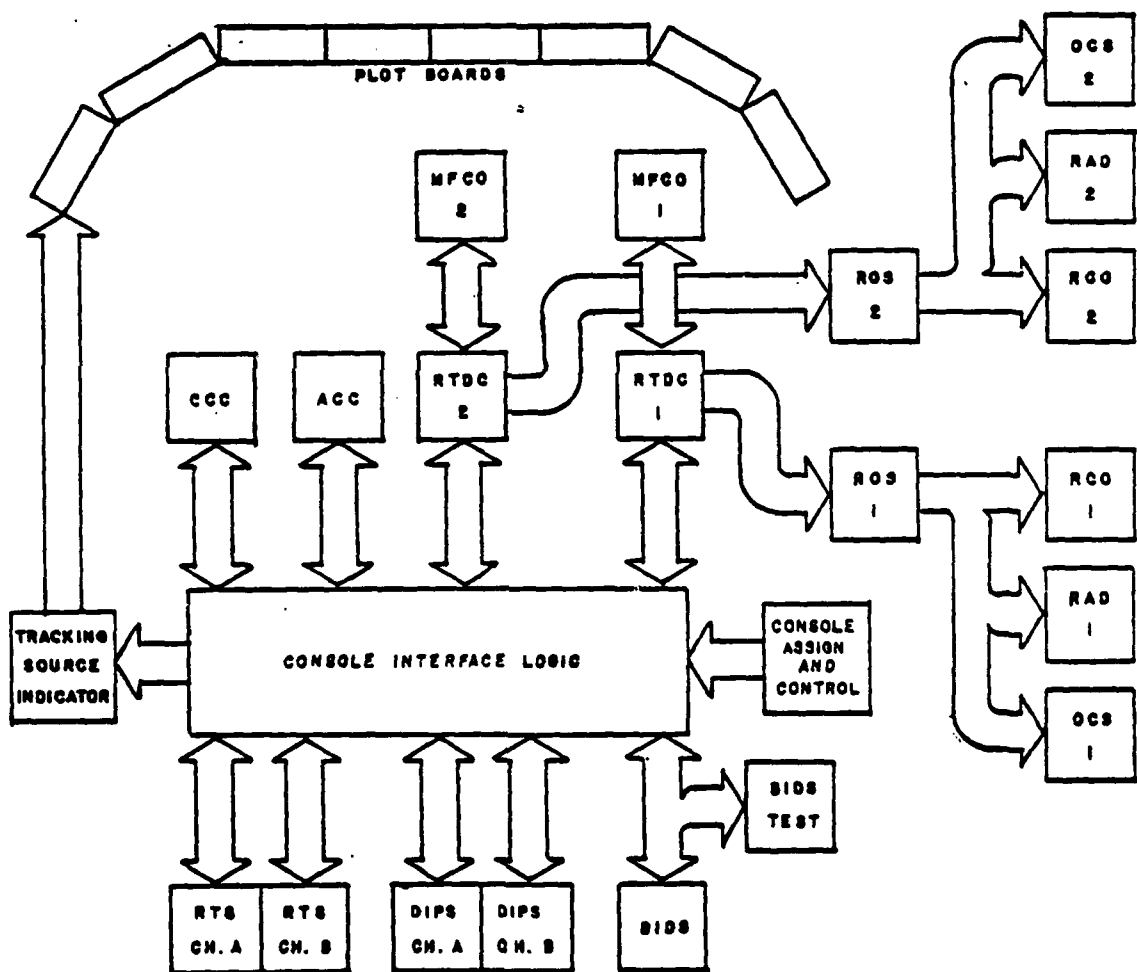 PLOT BOARDS
OCS
2
RAD
2
RCO
2
MFCO
2
MFCO
1
ROS
2
CCC
ACC
RTDC
2
RTDC
1
ROS
1
RCO
1
RAD
1
OCS
1
TRACKING
SOURCE
INDICATOR
CONSOLE INTERFACE LOGIC
CONSOLE
ASSIGN
AND
CONTROL
BIDS
TEST
RTS
CH. A
RTS
CH. B
DIPS
CH. A
DIPS
CH. B
BIDS